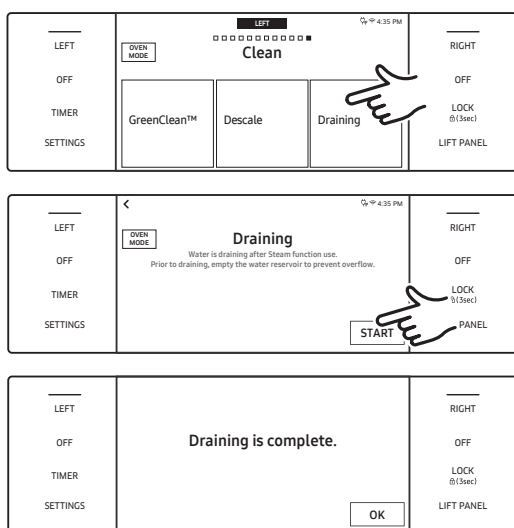 LEFT
4:35 PM
LEFT
OFF
TIMER
SETTINGS
OVEN
MODE
Clean
GreenClean™
Descale
Draining
RIGHT
OFF
LOCK
(3sec)
LIFT PANEL
4:35 PM
LEFT
OFF
TIMER
SETTINGS
OVEN
MODE
Draining
Water is draining after Steam function use.
Prior to draining, empty the water reservoir to prevent overflow.
START
RIGHT
OFF
LOCK
(3sec)
PANEL
LEFT
OFF
TIMER
SETTINGS
Draining is complete.
OK
RIGHT
OFF
LOCK
(3sec)
LIFT PANEL